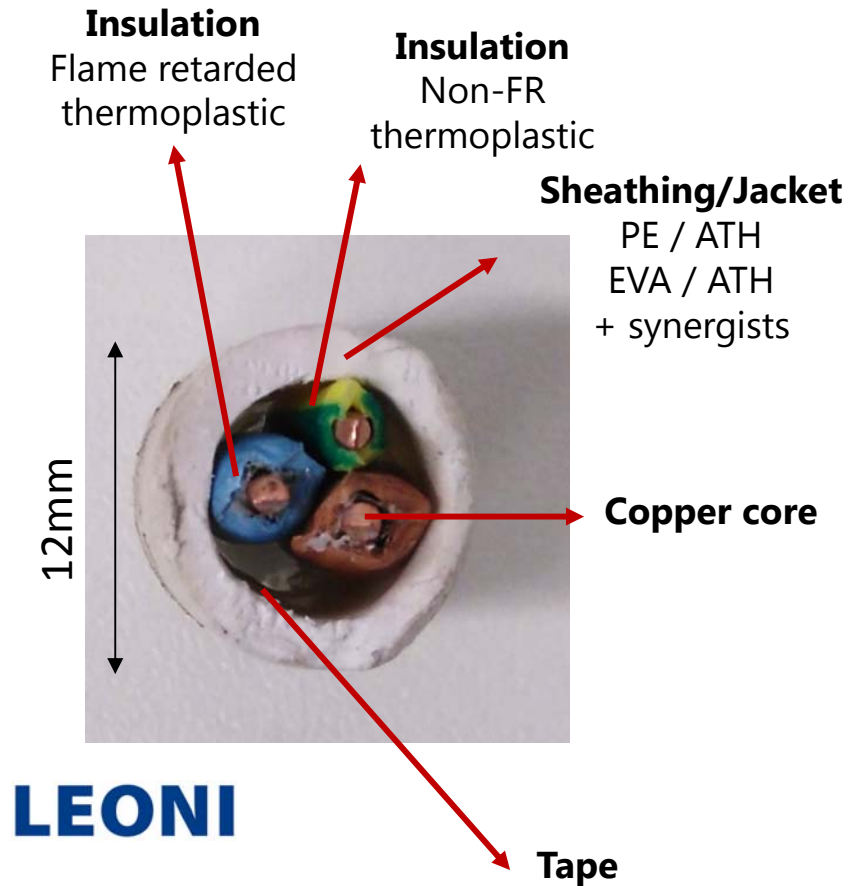 Insulation
Flame retarded
thermoplastic
Insulation
Non-FR
thermoplastic
Sheathing/Jacket
PE / ATH
EVA / ATH
+ synergists
12mm
Copper core
LEONI
Tape